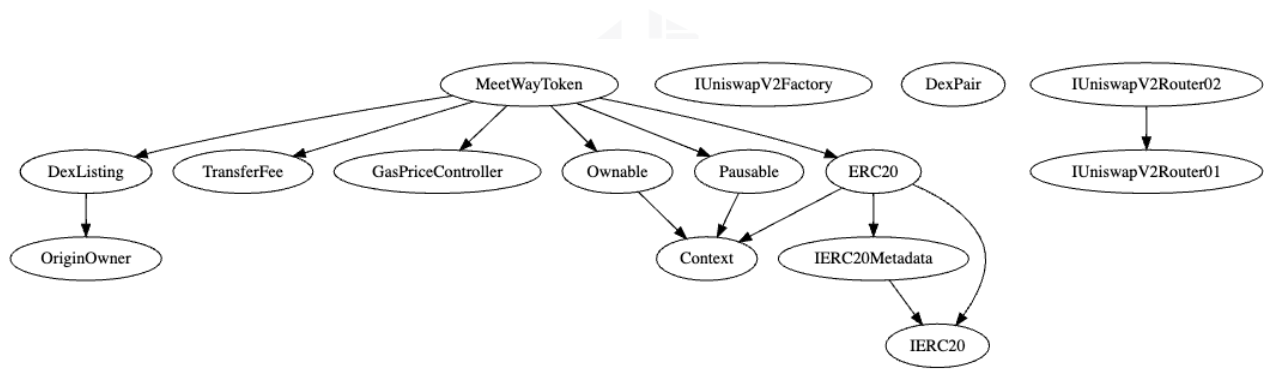 MeetWayToken
IUniswapV2Factory
DexPair
IUniswapV2Router02
DexListing
TransferFee
GasPriceController
Ownable
Pausable
ERC20
IUniswapV2Router01
OriginOwner
Context
IERC20Metadata
IERC20